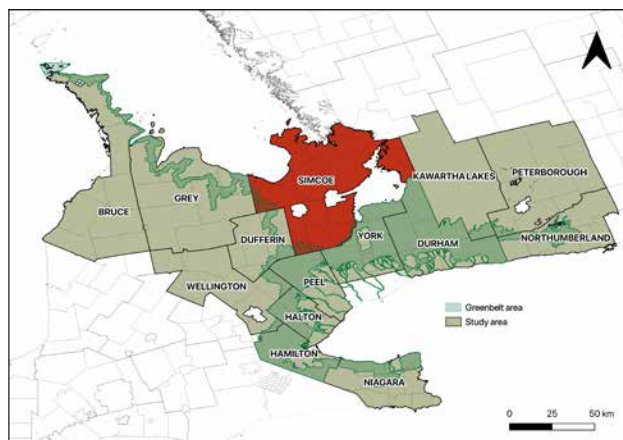 SIMCOE
KAWARTHA LAKES
PETERBOROUGH
BRUCE
GREY
DUFFERIN
YORK
DURHAM
NORTHUMBERLAND
WELLINGTON
PEEL
HALTON
HAMILTON
NIAGARA
Greenbelt area
Study area
0 25 50 km